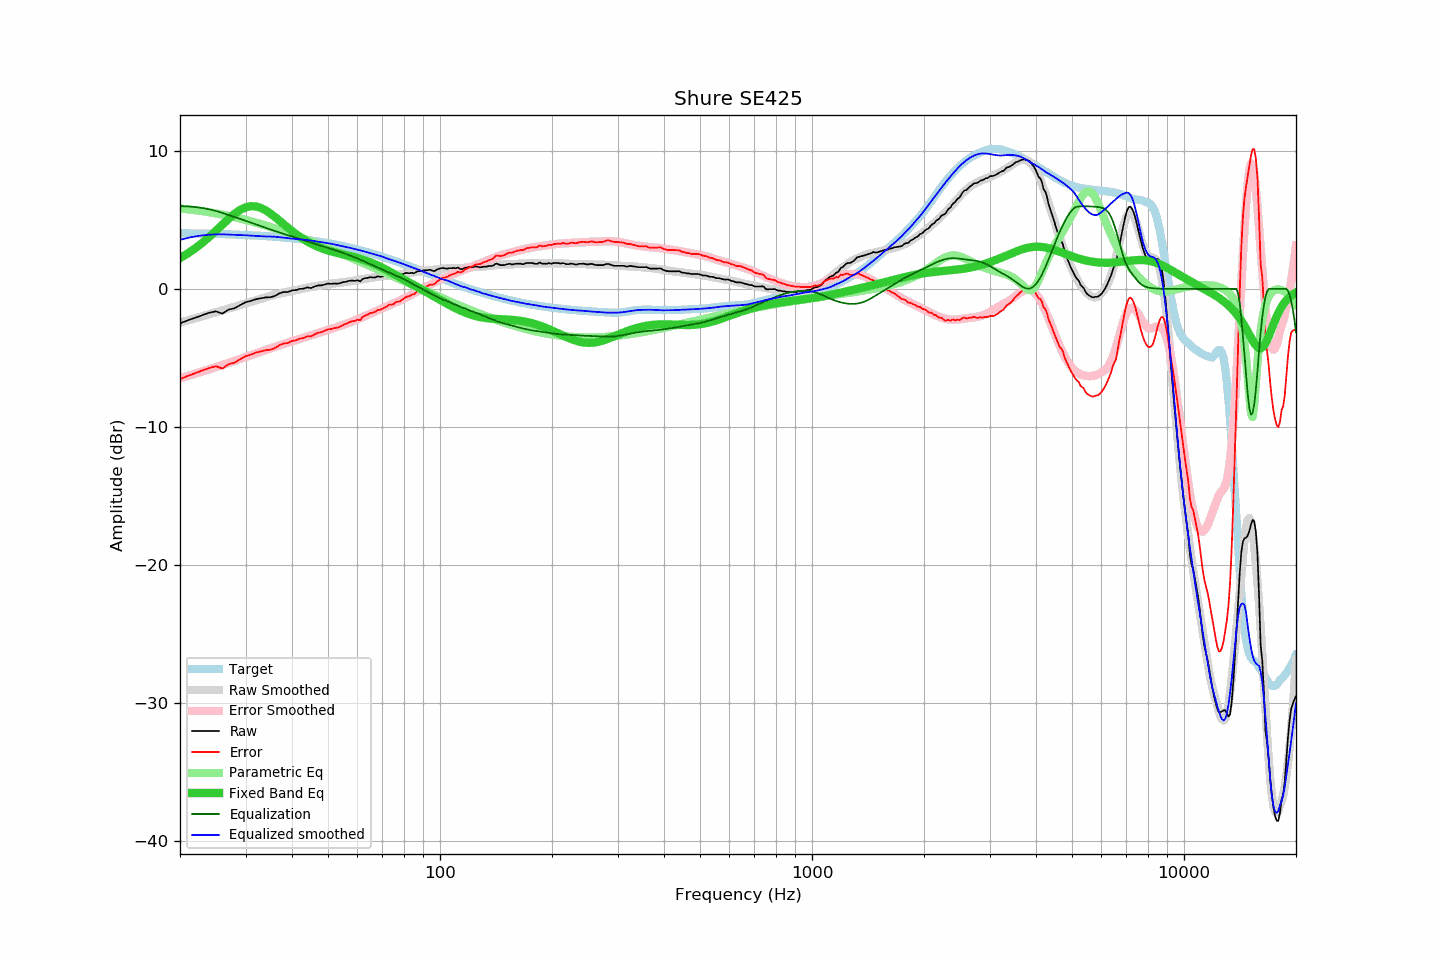 Shure SE425
10
0
−10
−20
−30
−40
Amplitude (dBr)
Target
Raw Smoothed
Error Smoothed
Raw
Error
Parametric Eq
Fixed Band Eq
Equalization
Equalized smoothed
100
1000
10000
Frequency (Hz)